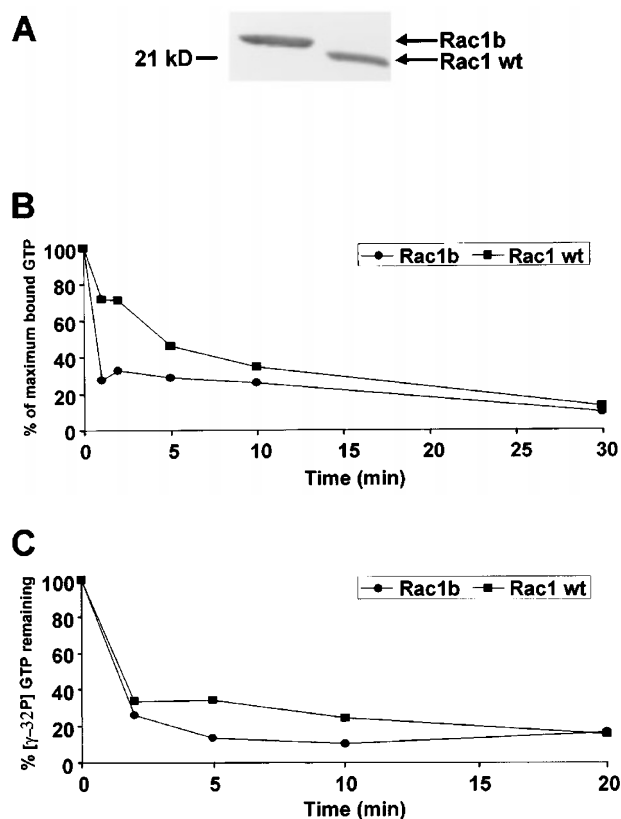 A
21 kD
Rac1b
Rac1 wt
B
% of maximum bound GTP
100
80
60
40
20
0
Rac1b Rac1 wt
0 5 10 15 20 25 30
Time (min)
C
% [γ-32P] GTP remaining
100
80
60
40
20
0
Rac1b Rac1 wt
0 5 10 15 20
Time (min)